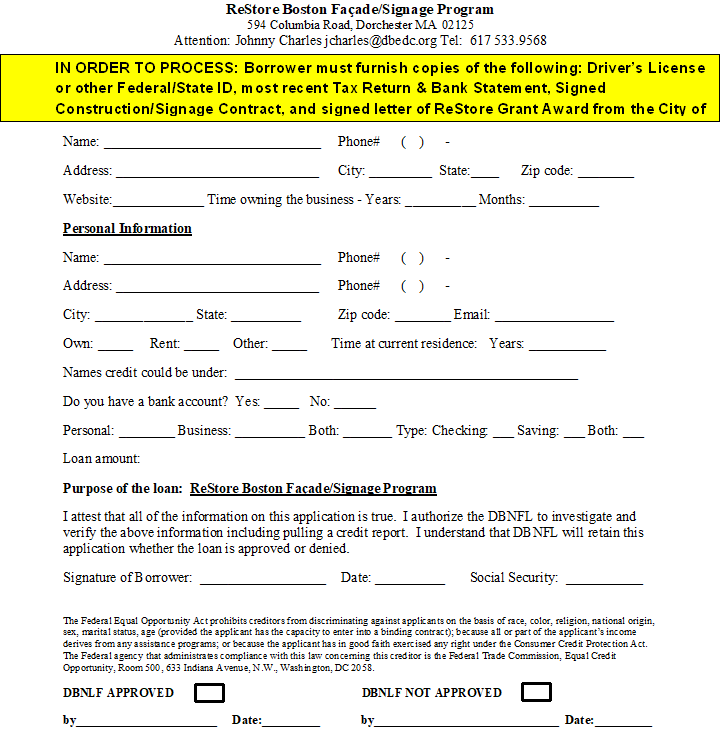 ReStore Boston Façade/Signage Program
594 Columbia Road, Dorchester MA 02125
Attention: Johnny Charles jcharles@dbedc.org Tel: 617 533.9568
IN ORDER TO PROCESS: Borrower must furnish copies of the following: Driver's License
or other Federal/State ID, most recent Tax Return & Bank Statement, Signed
Construction/Signage Contract, and signed letter of ReStore Grant Award from the City of
Name: _______________________________ Phone# ( ) -
Address: _____________________________ City: _________ State:____ Zip code: ________
Website:_____________ Time owning the business - Years: __________ Months: __________
Personal Information
Name: _______________________________ Phone# ( ) -
Address: _____________________________ Phone# ( ) -
City: ______________ State: __________ Zip code: ________ Email: _________________
Own: _____ Rent: _____ Other: _____ Time at current residence: Years: ___________
Names credit could be under: _________________________________________________
Do you have a bank account? Yes: _____ No: ______
Personal: ________ Business: __________ Both: _______ Type: Checking: ___ Saving: ___ Both: ___
Loan amount:
Purpose of the loan: ReStore Boston Façade/Signage Program
I attest that all of the information on this application is true. I authorize the DBNFL to investigate and
verify the above information including pulling a credit report. I understand that DBNFL will retain this
application whether the loan is approved or denied.
Signature of Borrower: __________________ Date: __________ Social Security: ___________
The Federal Equal Opportunity Act prohibits creditors from discriminating against applicants on the basis of race, color, religion, national origin,
sex, marital status, age (provided the applicant has the capacity to enter into a binding contract); because all or part of the applicant's income
derives from any assistance programs; or because the applicant has in good faith exercised any right under the Consumer Credit Protection Act.
The Federal agency that administrates compliance with this law concerning this creditor is the Federal Trade Commission, Equal Credit
Opportunity, Room 500, 633 Indiana Avenue, N.W., Washington, DC 2058.
DBNLF APPROVED DBNLF NOT APPROVED
by____________________ Date:________ by__________________________ Date:________